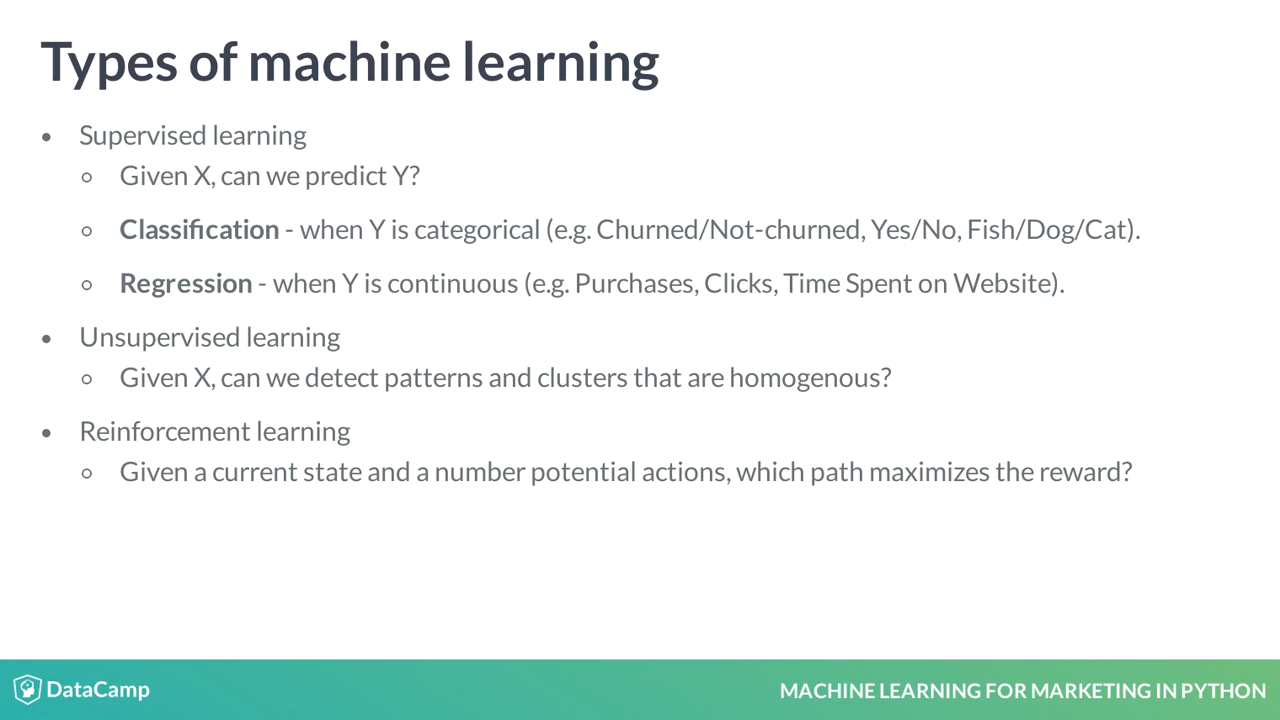 Types of machine learning
• Supervised learning
○ Given X, can we predict Y?
○ Classification - when Y is categorical (e.g. Churned/Not-churned, Yes/No, Fish/Dog/Cat).
○ Regression - when Y is continuous (e.g. Purchases, Clicks, Time Spent on Website).
• Unsupervised learning
○ Given X, can we detect patterns and clusters that are homogenous?
• Reinforcement learning
○ Given a current state and a number potential actions, which path maximizes the reward?
DataCamp
MACHINE LEARNING FOR MARKETING IN PYTHON